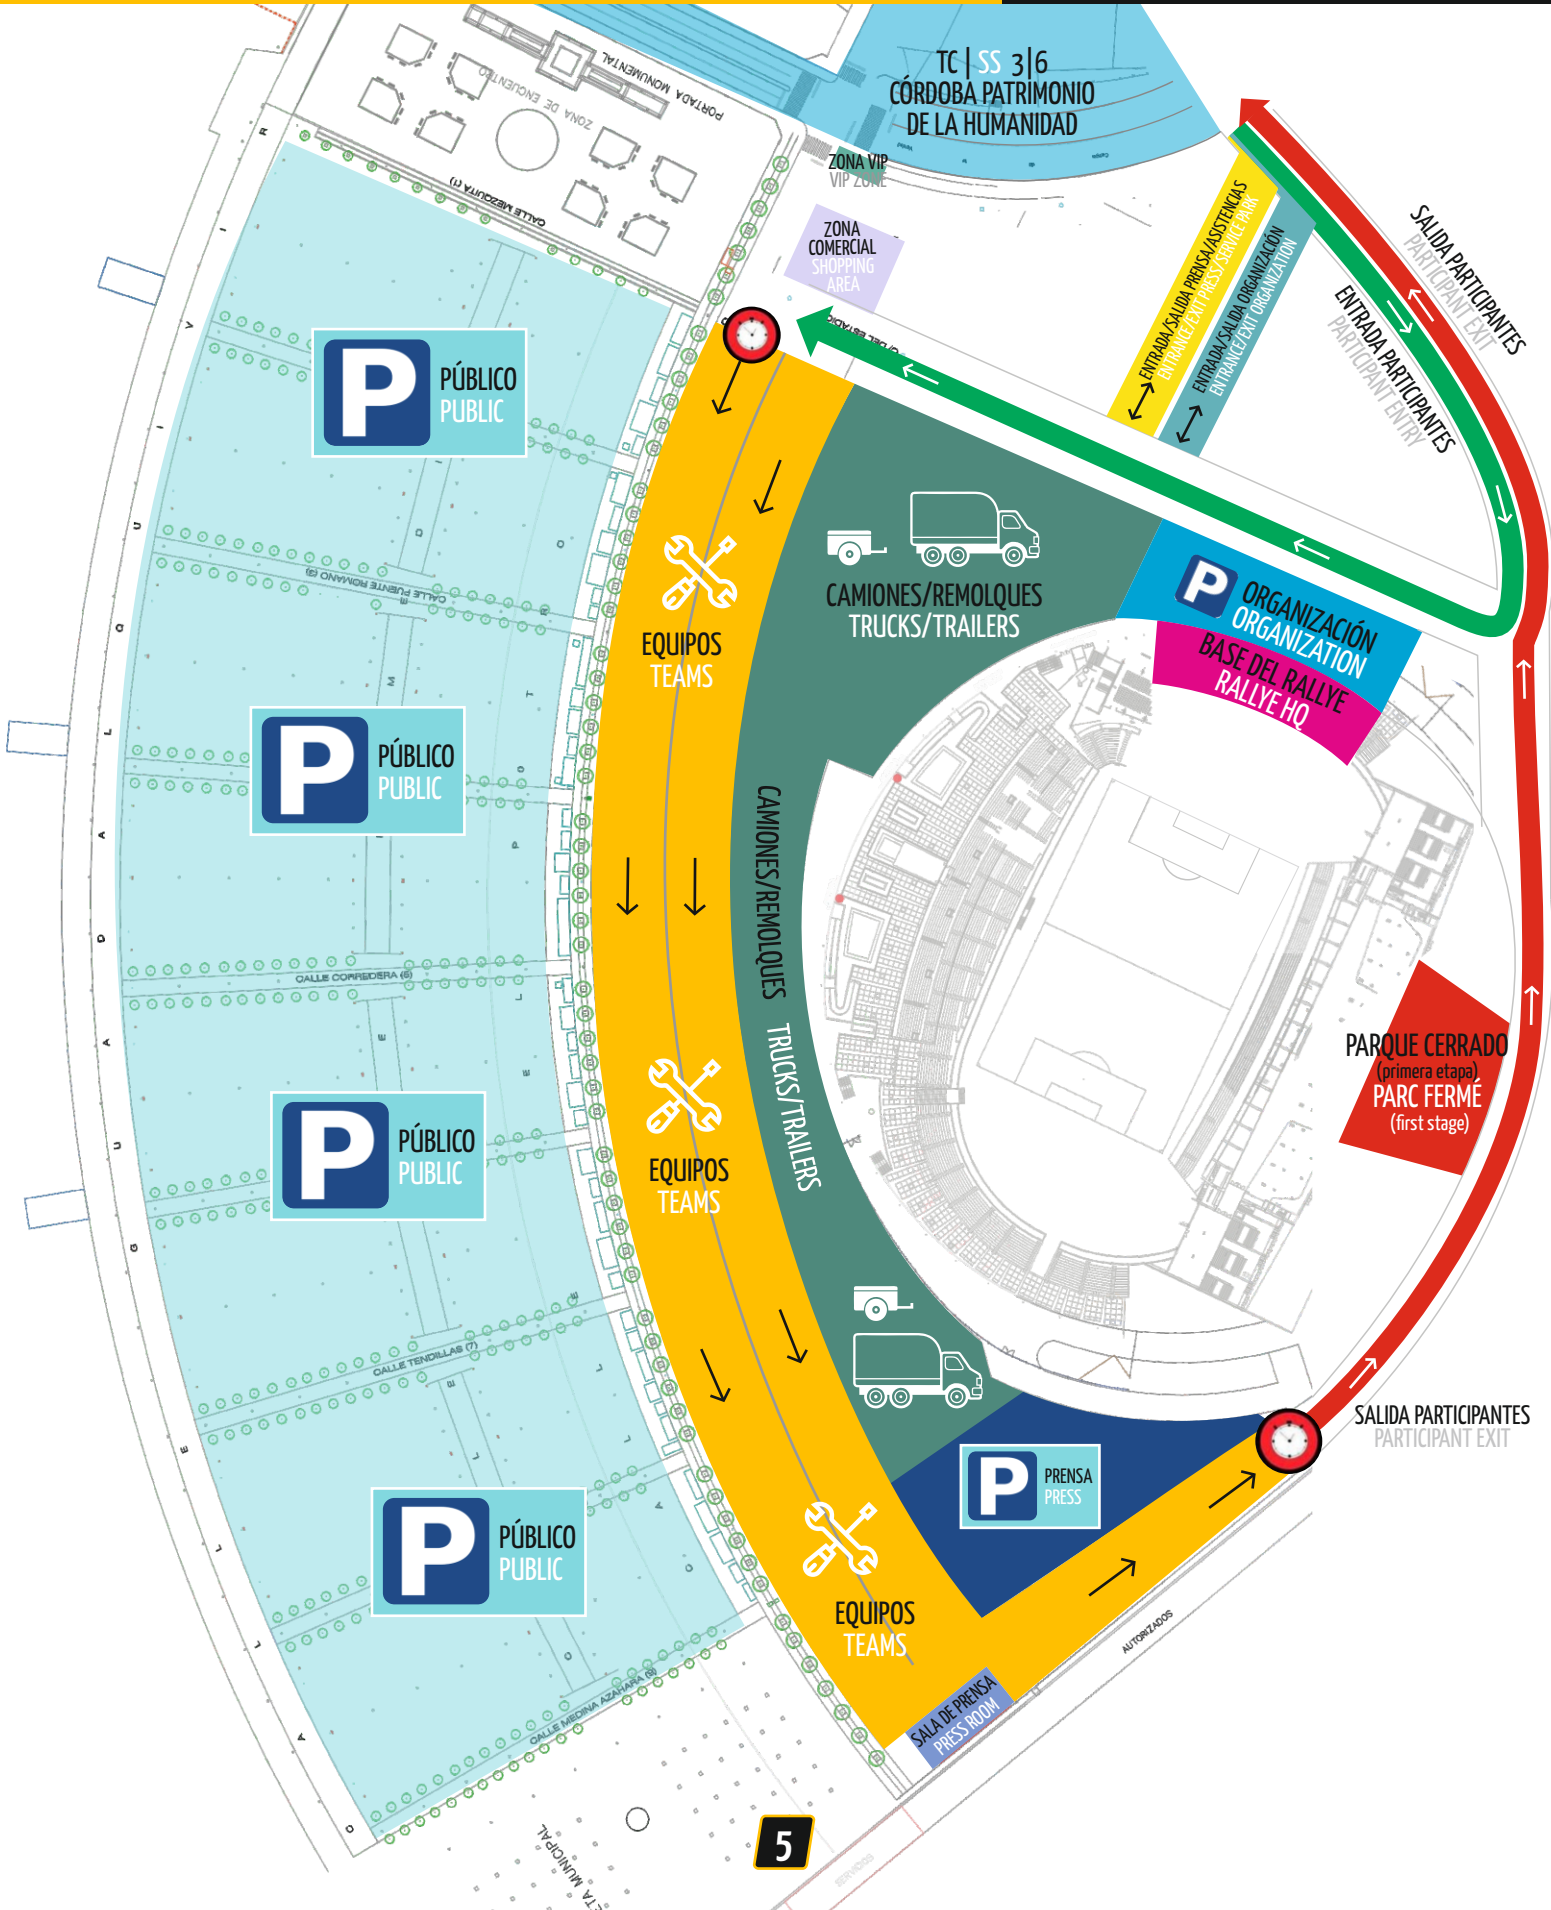 TC | SS 3|6
CÓRDOBA PATRIMONIO
DE LA HUMANIDAD
PORTADA MONUMENTAL
ZONA DE ENCUENTRO
CALLE MEZQUITA (1)
ZONA VIP
VIP ZONE
ZONA
COMERCIAL
SHOPPING
AREA
ENTRADA/SALIDA PRENSA/ASISTENCIAS
ENTRANCE/EXIT PRESS/SERVICE PARK
ENTRADA/SALIDA ORGANIZACIÓN
ENTRANCE/EXIT ORGANIZATION
SALIDA PARTICIPANTES
PARTICIPANT EXIT
ENTRADA PARTICIPANTES
PARTICIPANT ENTRY
P PÚBLICO
PUBLIC
CALLE PUENTE ROMANO (3)
CAMIONES/REMOLQUES
TRUCKS/TRAILERS
P ORGANIZACIÓN
ORGANIZATION
BASE DEL RALLYE
RALLYE HQ
EQUIPOS
TEAMS
P PÚBLICO
PUBLIC
CAMIONES/REMOLQUES TRUCKS/TRAILERS
CALLE CORREDERA (5)
PARQUE CERRADO
(primera etapa)
PARC FERMÉ
(first stage)
P PÚBLICO
PUBLIC
EQUIPOS
TEAMS
CALLE TENDILLAS (7)
SALIDA PARTICIPANTES
PARTICIPANT EXIT
P PRENSA
PRESS
P PÚBLICO
PUBLIC
EQUIPOS
TEAMS
AUTORIZADOS
CALLE MEDINA AZAHARA (9)
SALA DE PRENSA
PRESS ROOM
5
MUNICIPAL
SERVICIOS